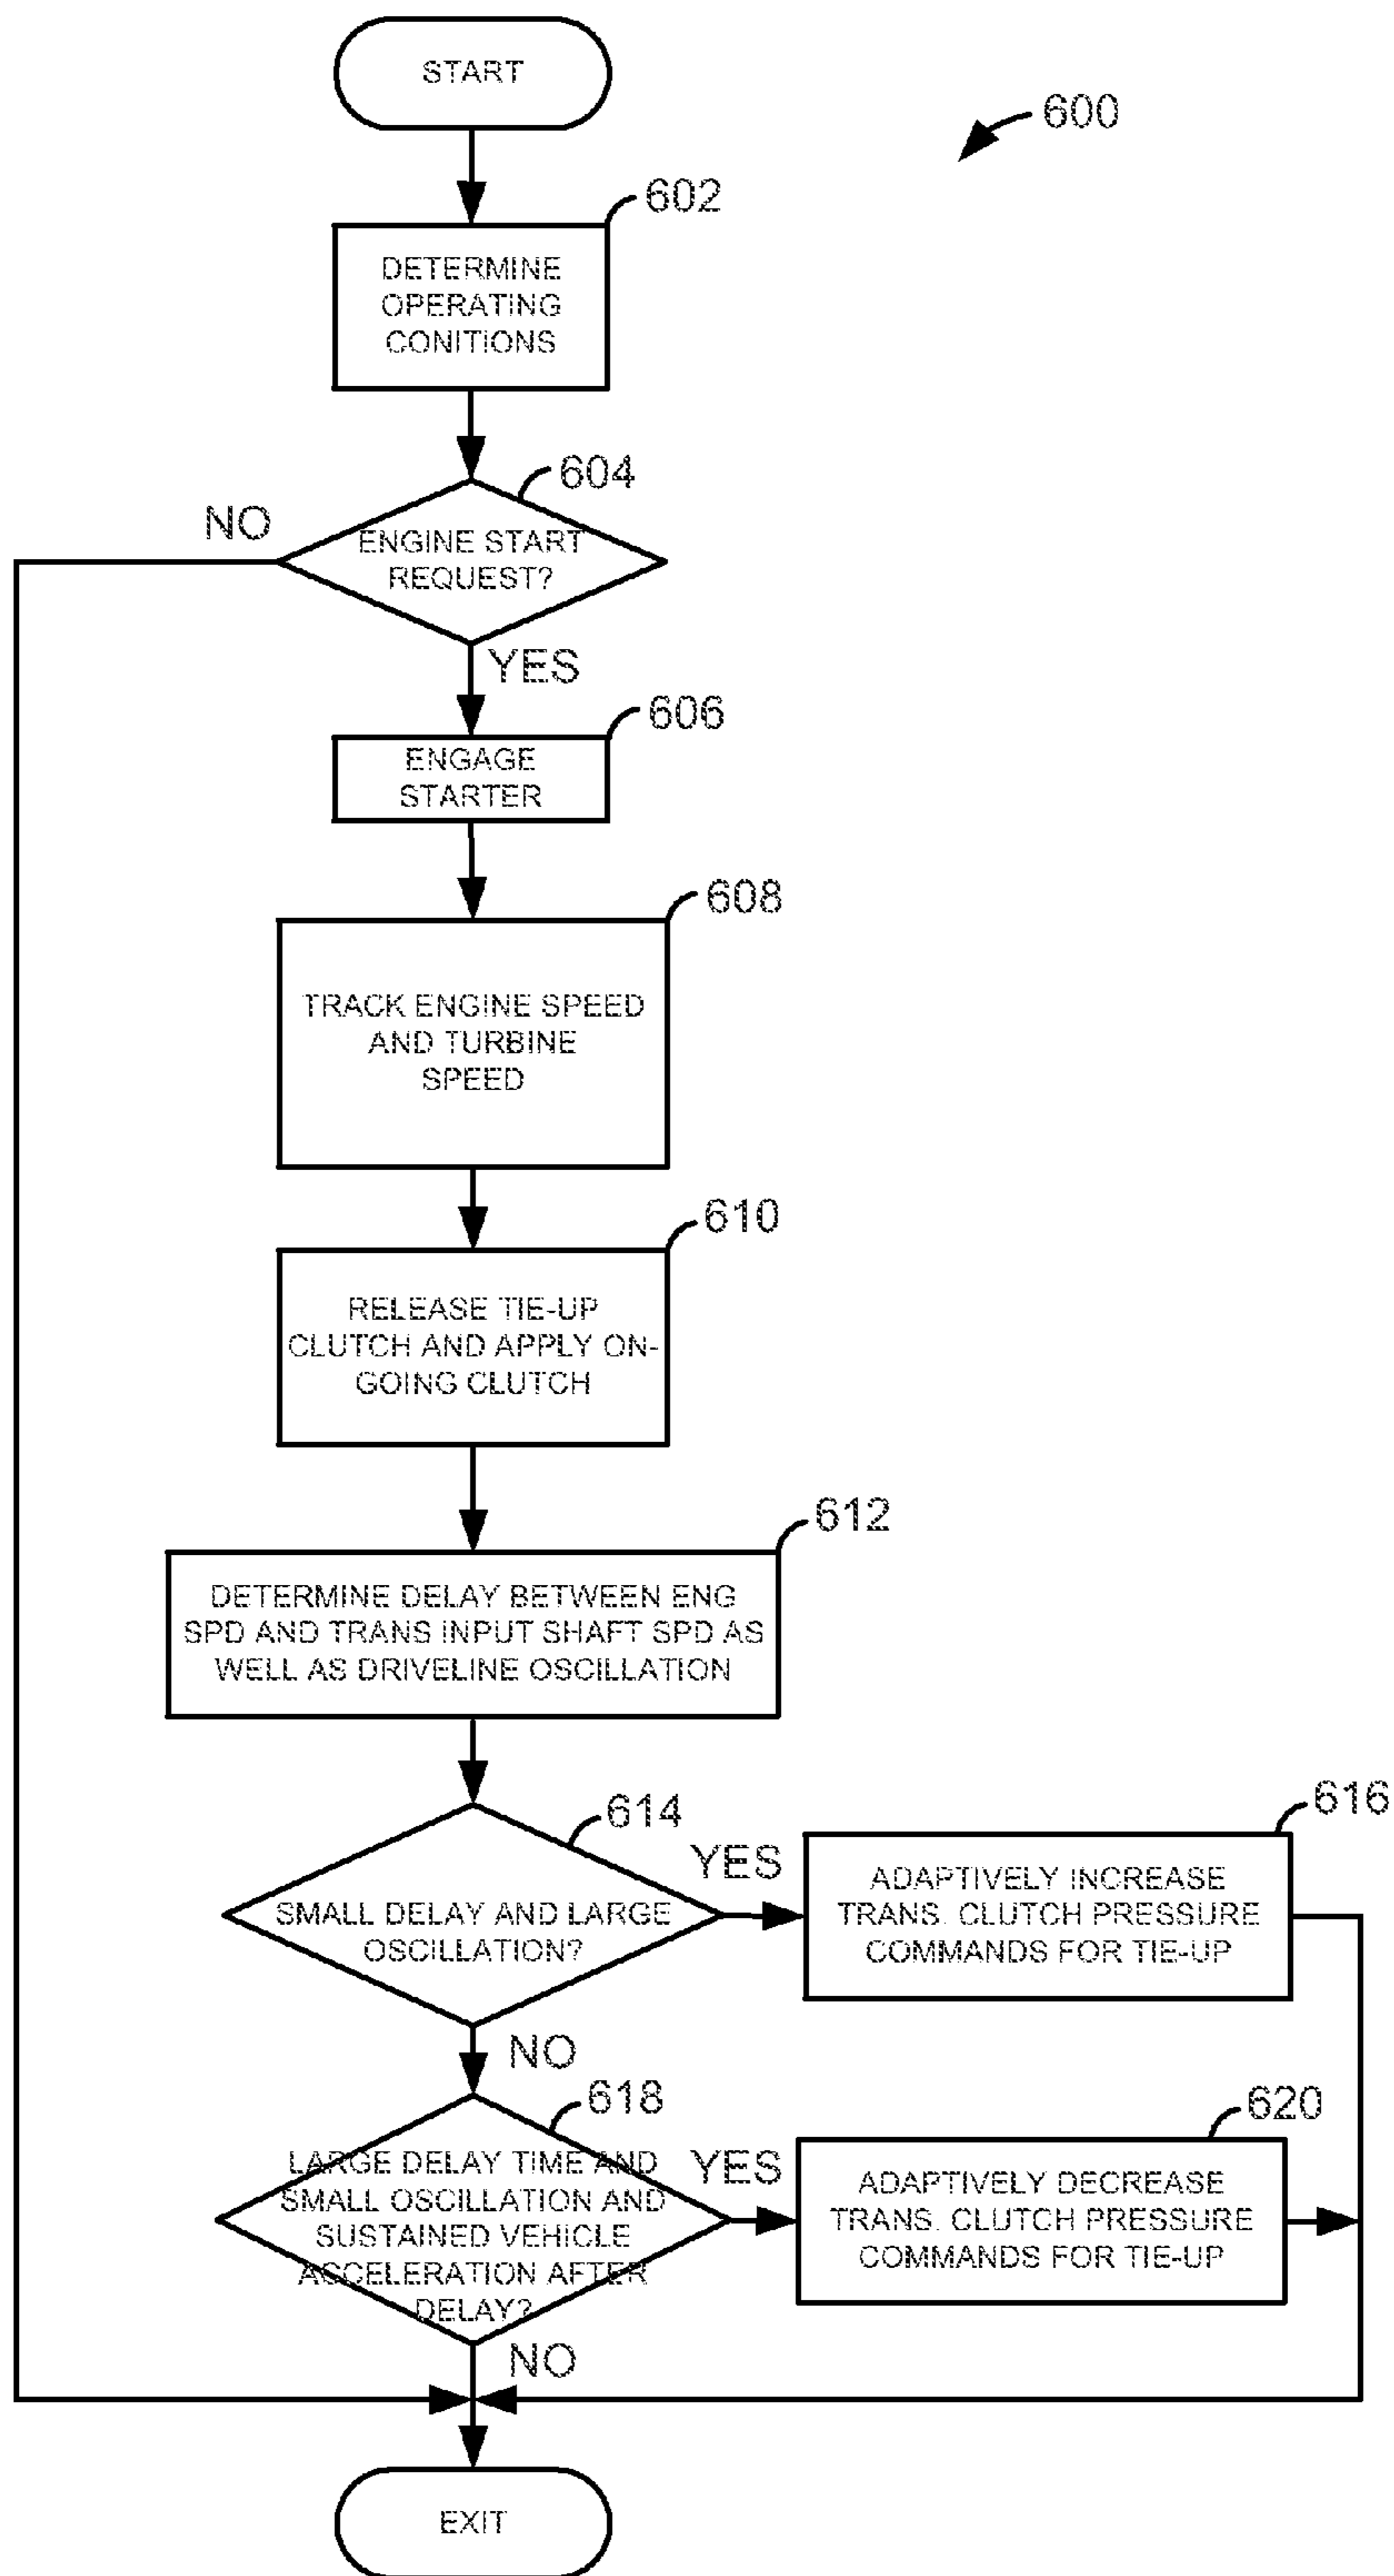 START
600
602
DETERMINE
OPERATING
CONITIONS
604
NO
ENGINE START
REQUEST?
YES
606
ENGAGE
STARTER
608
TRACK ENGINE SPEED
AND TURBINE
SPEED
610
RELEASE TIE-UP
CLUTCH AND APPLY ON-
GOING CLUTCH
612
DETERMINE DELAY BETWEEN ENG
SPD AND TRANS INPUT SHAFT SPD AS
WELL AS DRIVELINE OSCILLATION
614
SMALL DELAY AND LARGE
OSCILLATION?
YES
616
ADAPTIVELY INCREASE
TRANS. CLUTCH PRESSURE
COMMANDS FOR TIE-UP
NO
618
LARGE DELAY TIME AND
SMALL OSCILLATION AND
SUSTAINED VEHICLE
ACCELERATION AFTER
DELAY?
YES
620
ADAPTIVELY DECREASE
TRANS. CLUTCH PRESSURE
COMMANDS FOR TIE-UP
NO
EXIT